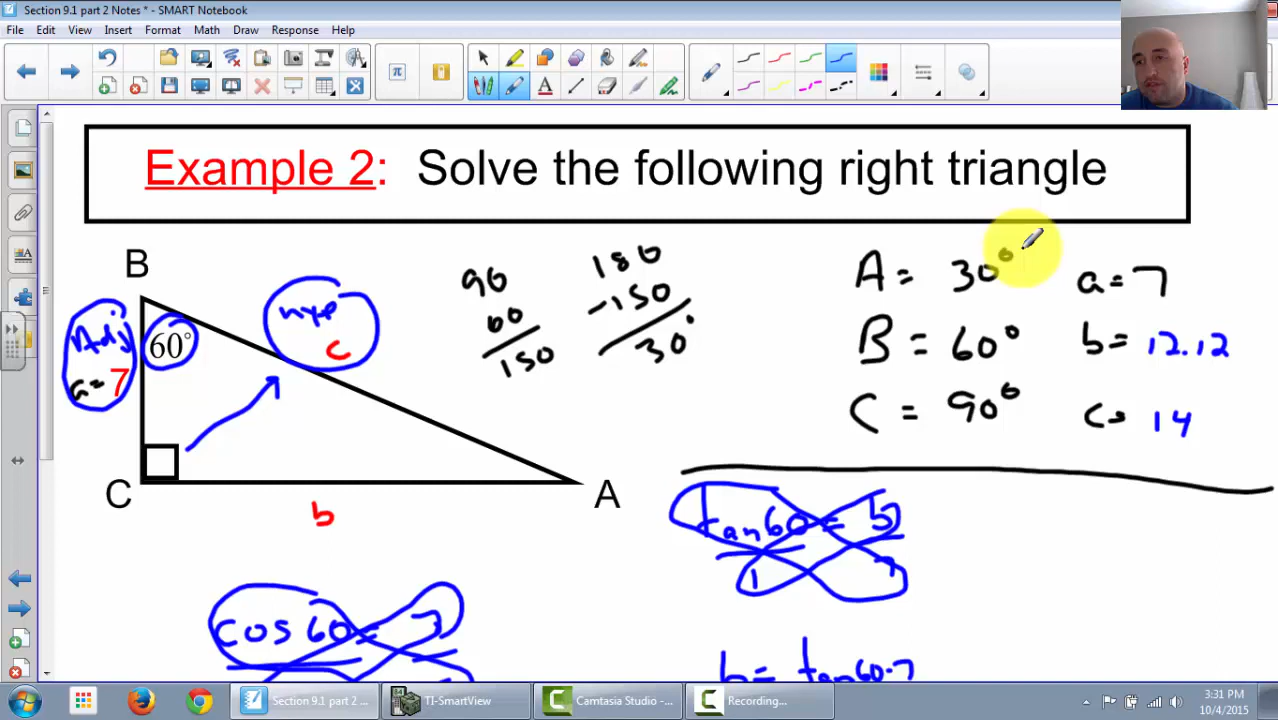 Section 9.1 part 2 Notes * - SMART Notebook
File Edit View Insert Format Math Draw Response Help
Example 2: Solve the following right triangle
B
Adj
a= 7
60°
hyp
c
C
A
b
90
60
150
180
-150
30°
A = 30° a=7
B = 60° b= 12.12
C = 90° c= 14
tan60 = b
1 7
b= tan60·7
cos 60 = 7
Section 9.1 part 2 ...
TI-SmartView
Camtasia Studio -...
Recording...
3:31 PM
10/4/2015